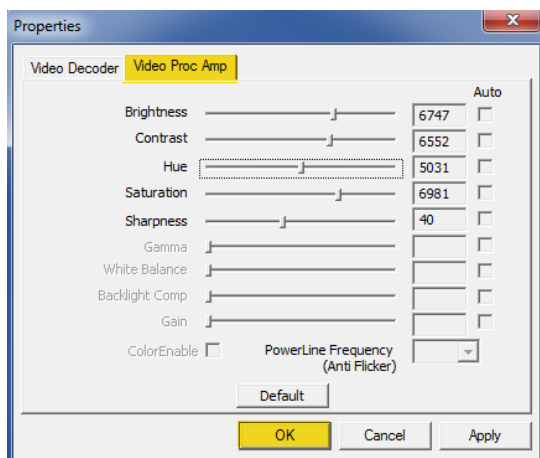 Properties
Video Decoder Video Proc Amp
Auto
Brightness 6747
Contrast 6552
Hue 5031
Saturation 6981
Sharpness 40
Gamma
White Balance
Backlight Comp
Gain
ColorEnable PowerLine Frequency
(Anti Flicker)
Default
OK Cancel Apply